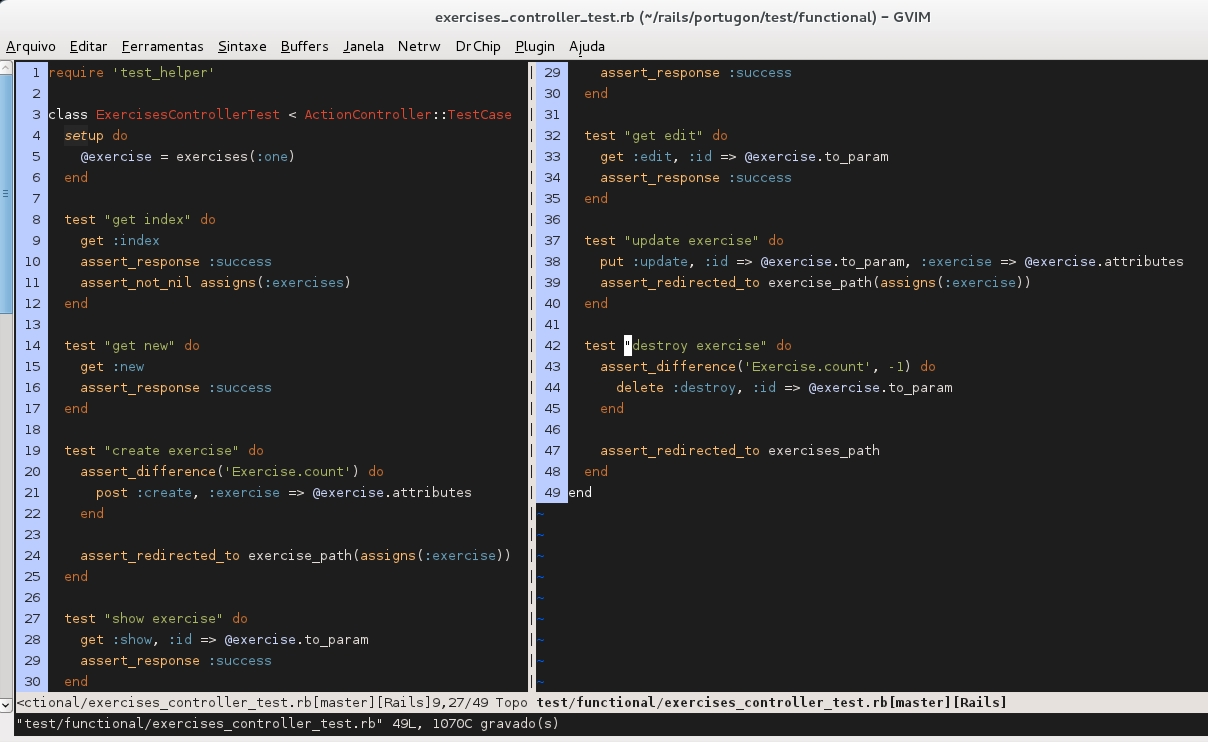 exercises_controller_test.rb (~/rails/portugon/test/functional) – GVIM
Arquivo Editar Ferramentas Sintaxe Buffers Janela Netrw DrChip Plugin Ajuda
1 require 'test_helper'
2
3 class ExercisesControllerTest < ActionController::TestCase
4   setup do
5     @exercise = exercises(:one)
6   end
7
8   test "get index" do
9     get :index
10     assert_response :success
11     assert_not_nil assigns(:exercises)
12   end
13
14   test "get new" do
15     get :new
16     assert_response :success
17   end
18
19   test "create exercise" do
20     assert_difference('Exercise.count') do
21       post :create, :exercise => @exercise.attributes
22     end
23
24     assert_redirected_to exercise_path(assigns(:exercise))
25   end
26
27   test "show exercise" do
28     get :show, :id => @exercise.to_param
29     assert_response :success
30   end
29     assert_response :success
30   end
31
32   test "get edit" do
33     get :edit, :id => @exercise.to_param
34     assert_response :success
35   end
36
37   test "update exercise" do
38     put :update, :id => @exercise.to_param, :exercise => @exercise.attributes
39     assert_redirected_to exercise_path(assigns(:exercise))
40   end
41
42   test "destroy exercise" do
43     assert_difference('Exercise.count', -1) do
44       delete :destroy, :id => @exercise.to_param
45     end
46
47     assert_redirected_to exercises_path
48   end
49 end
~
~
~
~
~
~
~
~
~
<ctional/exercises_controller_test.rb[master][Rails]9,27/49 Topo test/functional/exercises_controller_test.rb[master][Rails]
"test/functional/exercises_controller_test.rb" 49L, 1070C gravado(s)